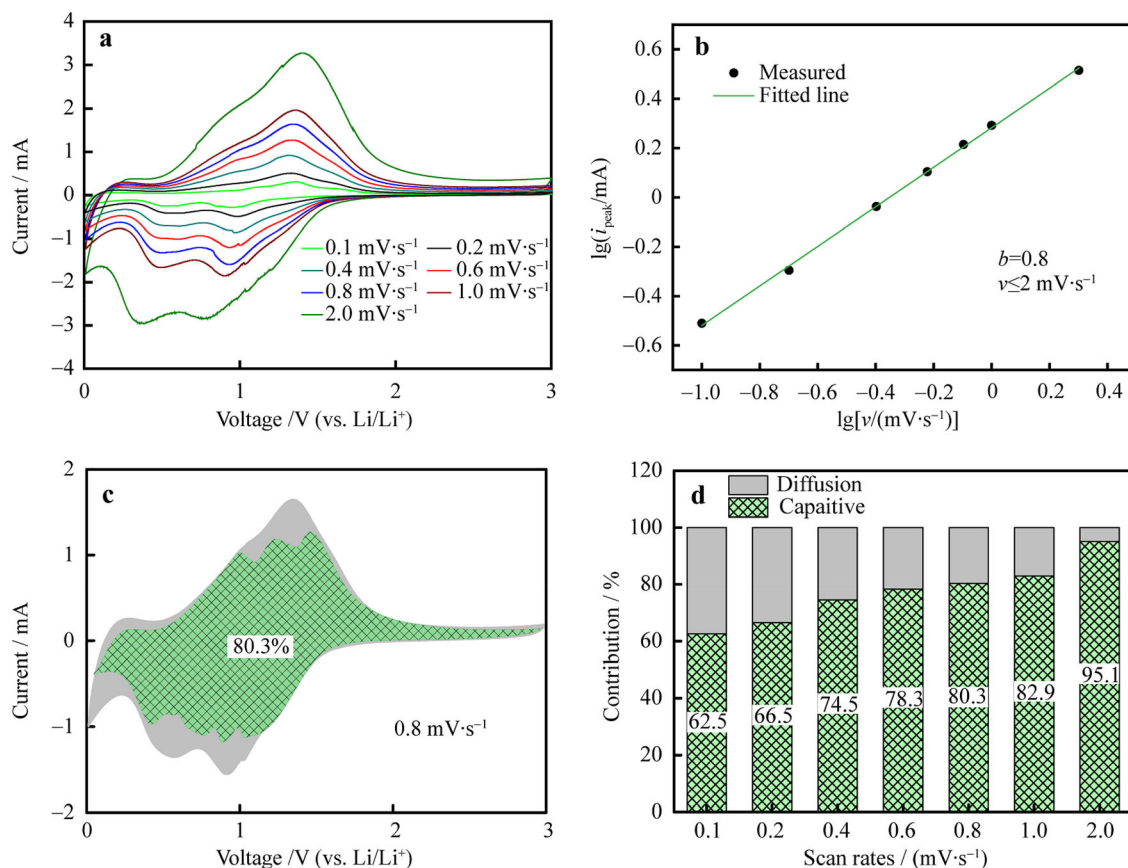 a
Current / mA
4
3
2
1
0
−1
−2
−3
−4
0.1 mV·s⁻¹ 0.2 mV·s⁻¹
0.4 mV·s⁻¹ 0.6 mV·s⁻¹
0.8 mV·s⁻¹ 1.0 mV·s⁻¹
2.0 mV·s⁻¹
0 1 2 3
Voltage /V (vs. Li/Li⁺)
b
lg(i_peak/mA)
0.6
0.4
0.2
0
−0.2
−0.4
−0.6
Measured
Fitted line
b=0.8
v≤2 mV·s⁻¹
−1.0 −0.8 −0.6 −0.4 −0.2 0 0.2 0.4
lg[v/(mV·s⁻¹)]
c
Current / mA
2
1
0
−1
−2
80.3%
0.8 mV·s⁻¹
0 1 2 3
Voltage /V (vs. Li/Li⁺)
d
Contribution / %
120
100
80
60
40
20
0
Diffusion
Capaitive
62.5 66.5 74.5 78.3 80.3 82.9 95.1
0.1 0.2 0.4 0.6 0.8 1.0 2.0
Scan rates / (mV·s⁻¹)